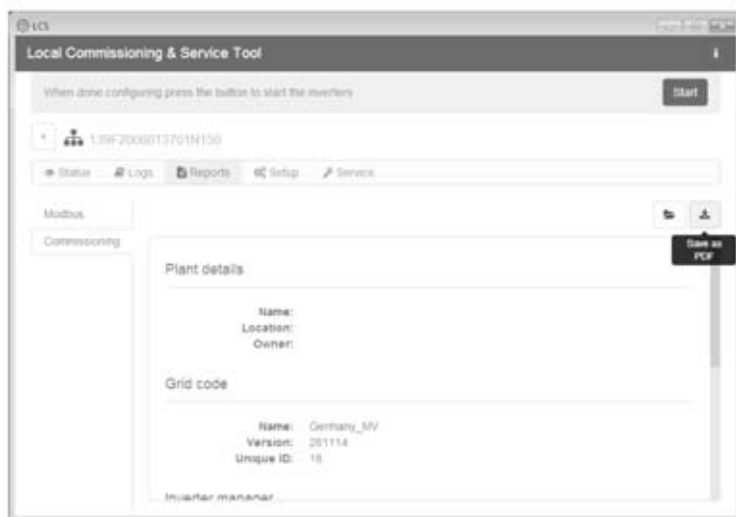 LCS
Local Commissioning & Service Tool
When done configuring press the button to start the inverters
Start
139F2006013701N150
Status Logs Reports Setup Service
Modbus
Commissioning
Save as
PDF
Plant details
Name:
Location:
Owner:
Grid code
Name: Germany_MV
Version: 281114
Unique ID: 18
Inverter manager